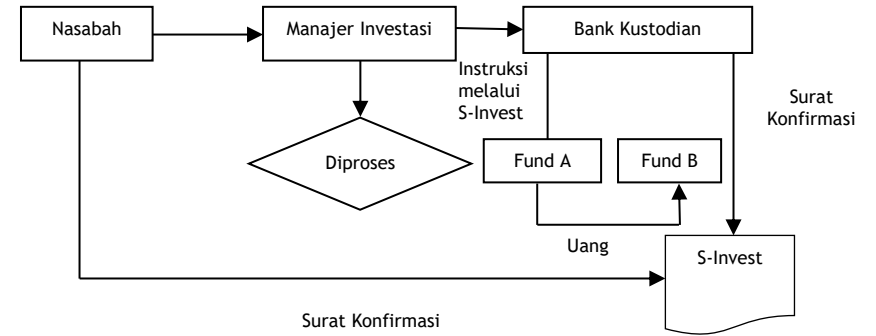 Nasabah
Manajer Investasi
Bank Kustodian
Instruksi
melalui
S-Invest
Surat
Konfirmasi
Diproses
Fund A
Fund B
Uang
S-Invest
Surat Konfirmasi